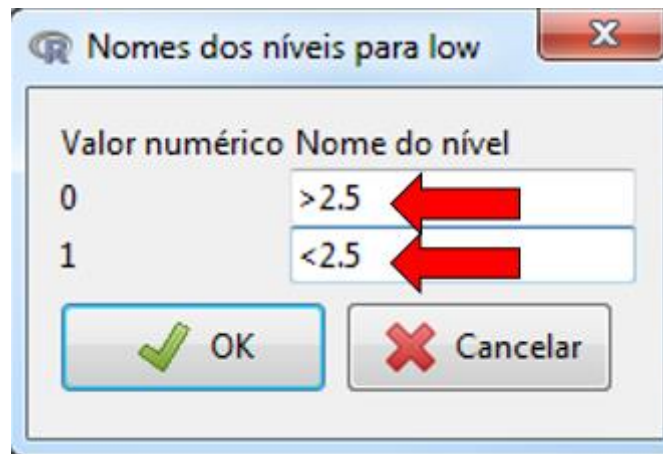 Nomes dos níveis para low
Valor numérico Nome do nível
0 >2.5
1 <2.5
OK Cancelar